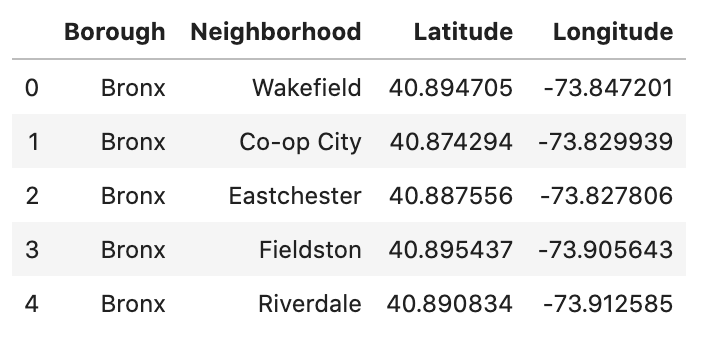 Borough Neighborhood Latitude Longitude
0 Bronx Wakefield 40.894705 -73.847201
1 Bronx Co-op City 40.874294 -73.829939
2 Bronx Eastchester 40.887556 -73.827806
3 Bronx Fieldston 40.895437 -73.905643
4 Bronx Riverdale 40.890834 -73.912585